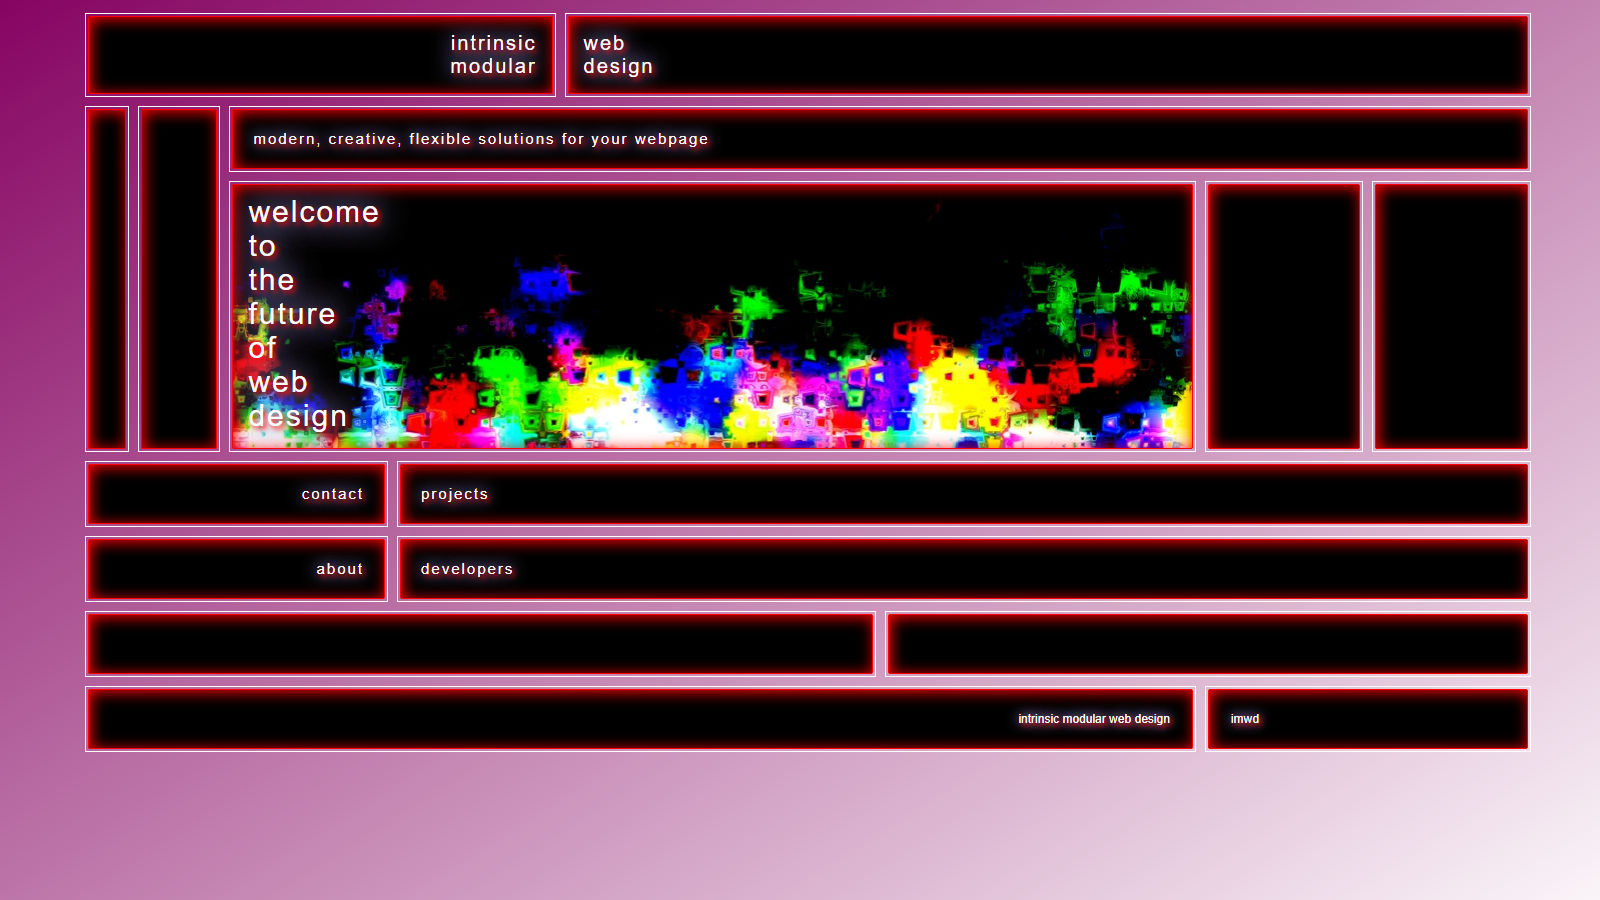 intrinsic
modular
web
design
modern, creative, flexible solutions for your webpage
welcome
to
the
future
of
web
design
contact
projects
about
developers
intrinsic modular web design
imwd